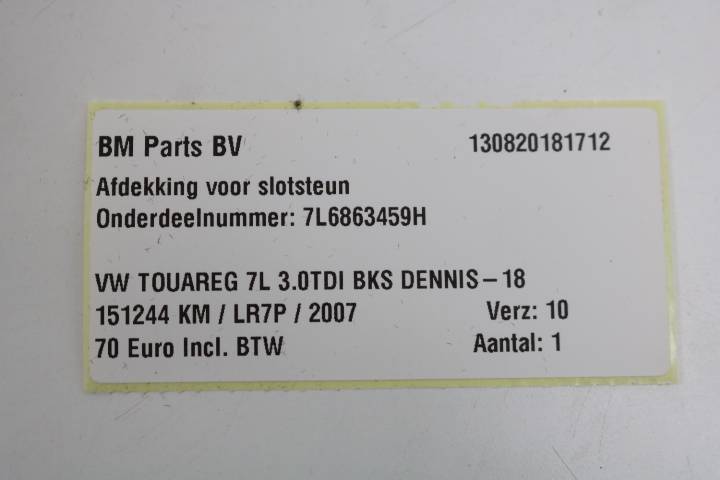 BM Parts BV 130820181712
Afdekking voor slotsteun
Onderdeelnummer: 7L6863459H
VW TOUAREG 7L 3.0TDI BKS DENNIS-18
151244 KM / LR7P / 2007 Verz: 10
70 Euro Incl. BTW Aantal: 1